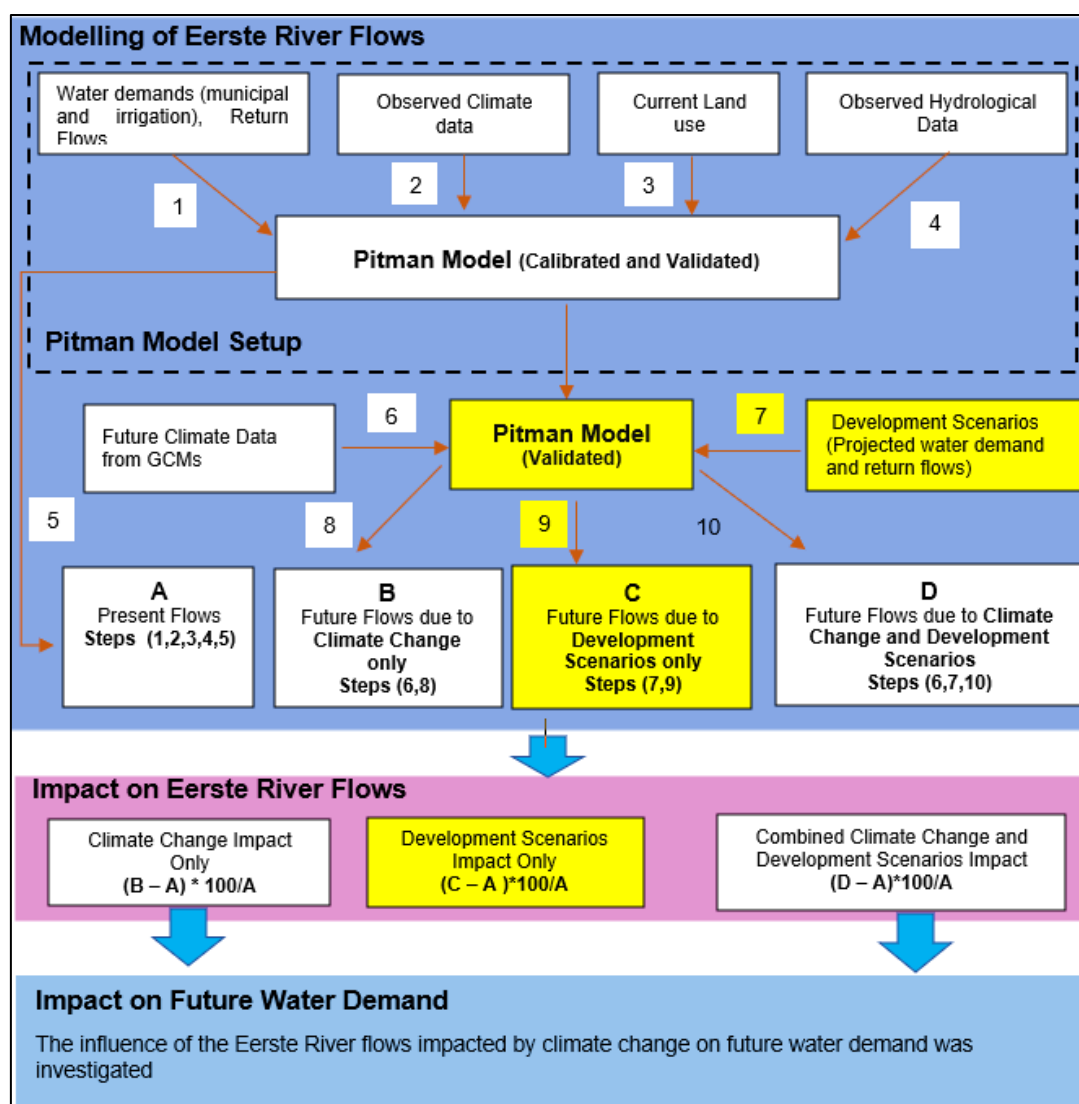 Modelling of Eerste River Flows
Water demands (municipal
and irrigation), Return
Flows
Observed Climate
data
Current Land
use
Observed Hydrological
Data
1
2
3
4
Pitman Model (Calibrated and Validated)
Pitman Model Setup
Future Climate Data
from GCMs
6
Pitman Model
(Validated)
7
Development Scenarios
(Projected water demand
and return flows)
5
8
9
10
A
Present Flows
Steps (1,2,3,4,5)
B
Future Flows due to
Climate Change
only
Steps (6,8)
C
Future Flows due to
Development
Scenarios only
Steps (7,9)
D
Future Flows due to Climate
Change and Development
Scenarios
Steps (6,7,10)
Impact on Eerste River Flows
Climate Change Impact
Only
(B – A) * 100/A
Development Scenarios
Impact Only
(C – A )*100/A
Combined Climate Change and
Development Scenarios Impact
(D – A)*100/A
Impact on Future Water Demand
The influence of the Eerste River flows impacted by climate change on future water demand was
investigated